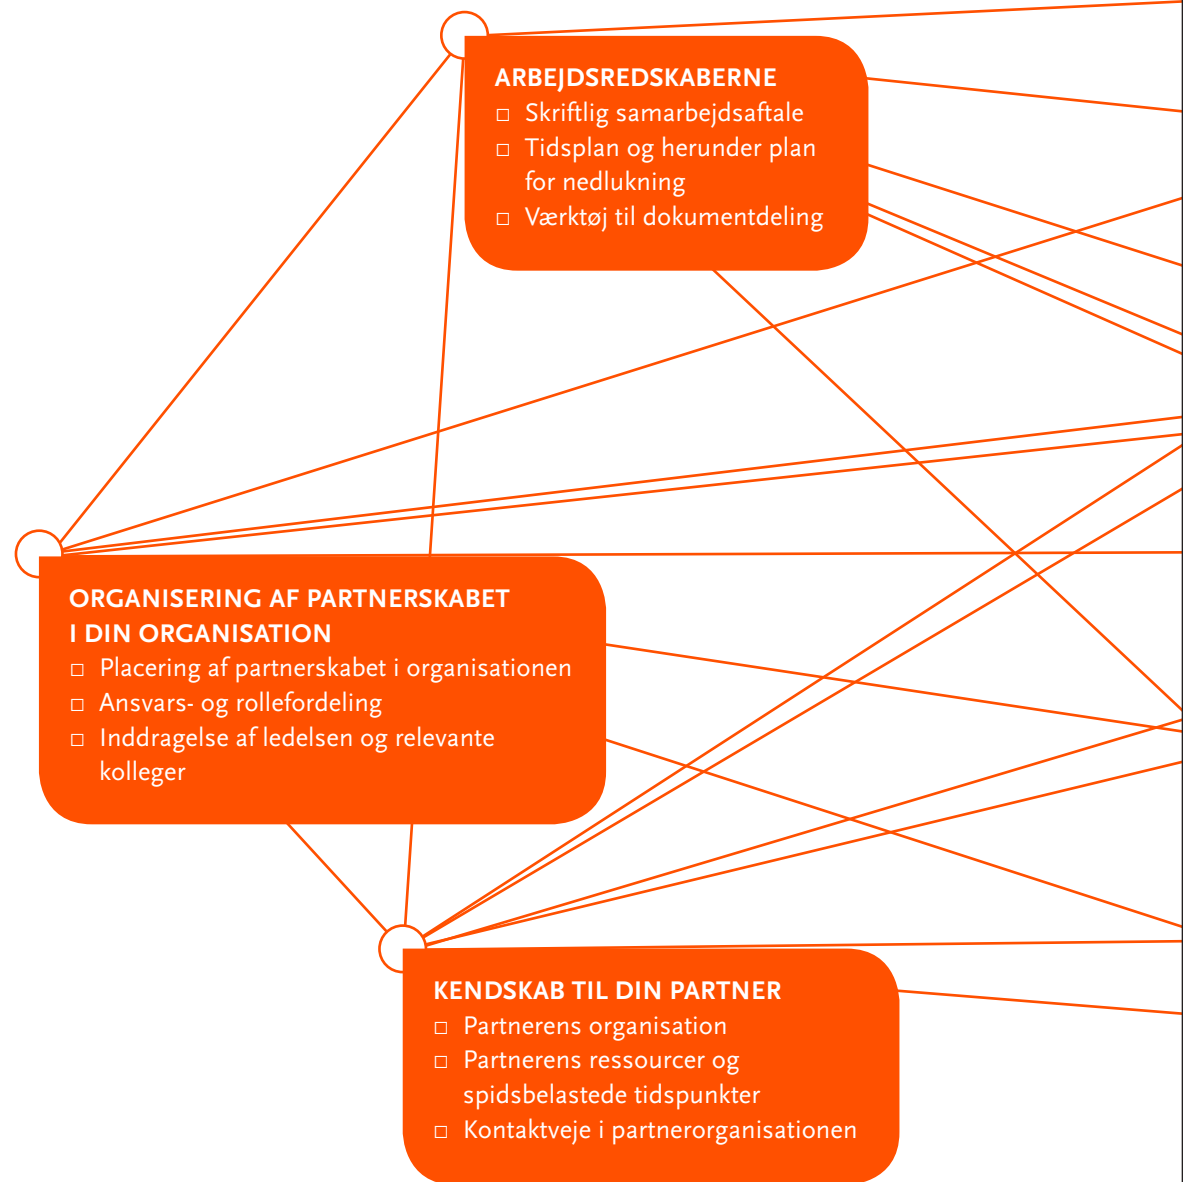 ARBEJDSREDSKABERNE
□ Skriftlig samarbejdsaftale
□ Tidsplan og herunder plan
for nedlukning
□ Værktøj til dokumentdeling
ORGANISERING AF PARTNERSKABET
I DIN ORGANISATION
□ Placering af partnerskabet i organisationen
□ Ansvars- og rollefordeling
□ Inddragelse af ledelsen og relevante
kolleger
KENDSKAB TIL DIN PARTNER
□ Partnerens organisation
□ Partnerens ressourcer og
spidsbelastede tidspunkter
□ Kontaktveje i partnerorganisationen